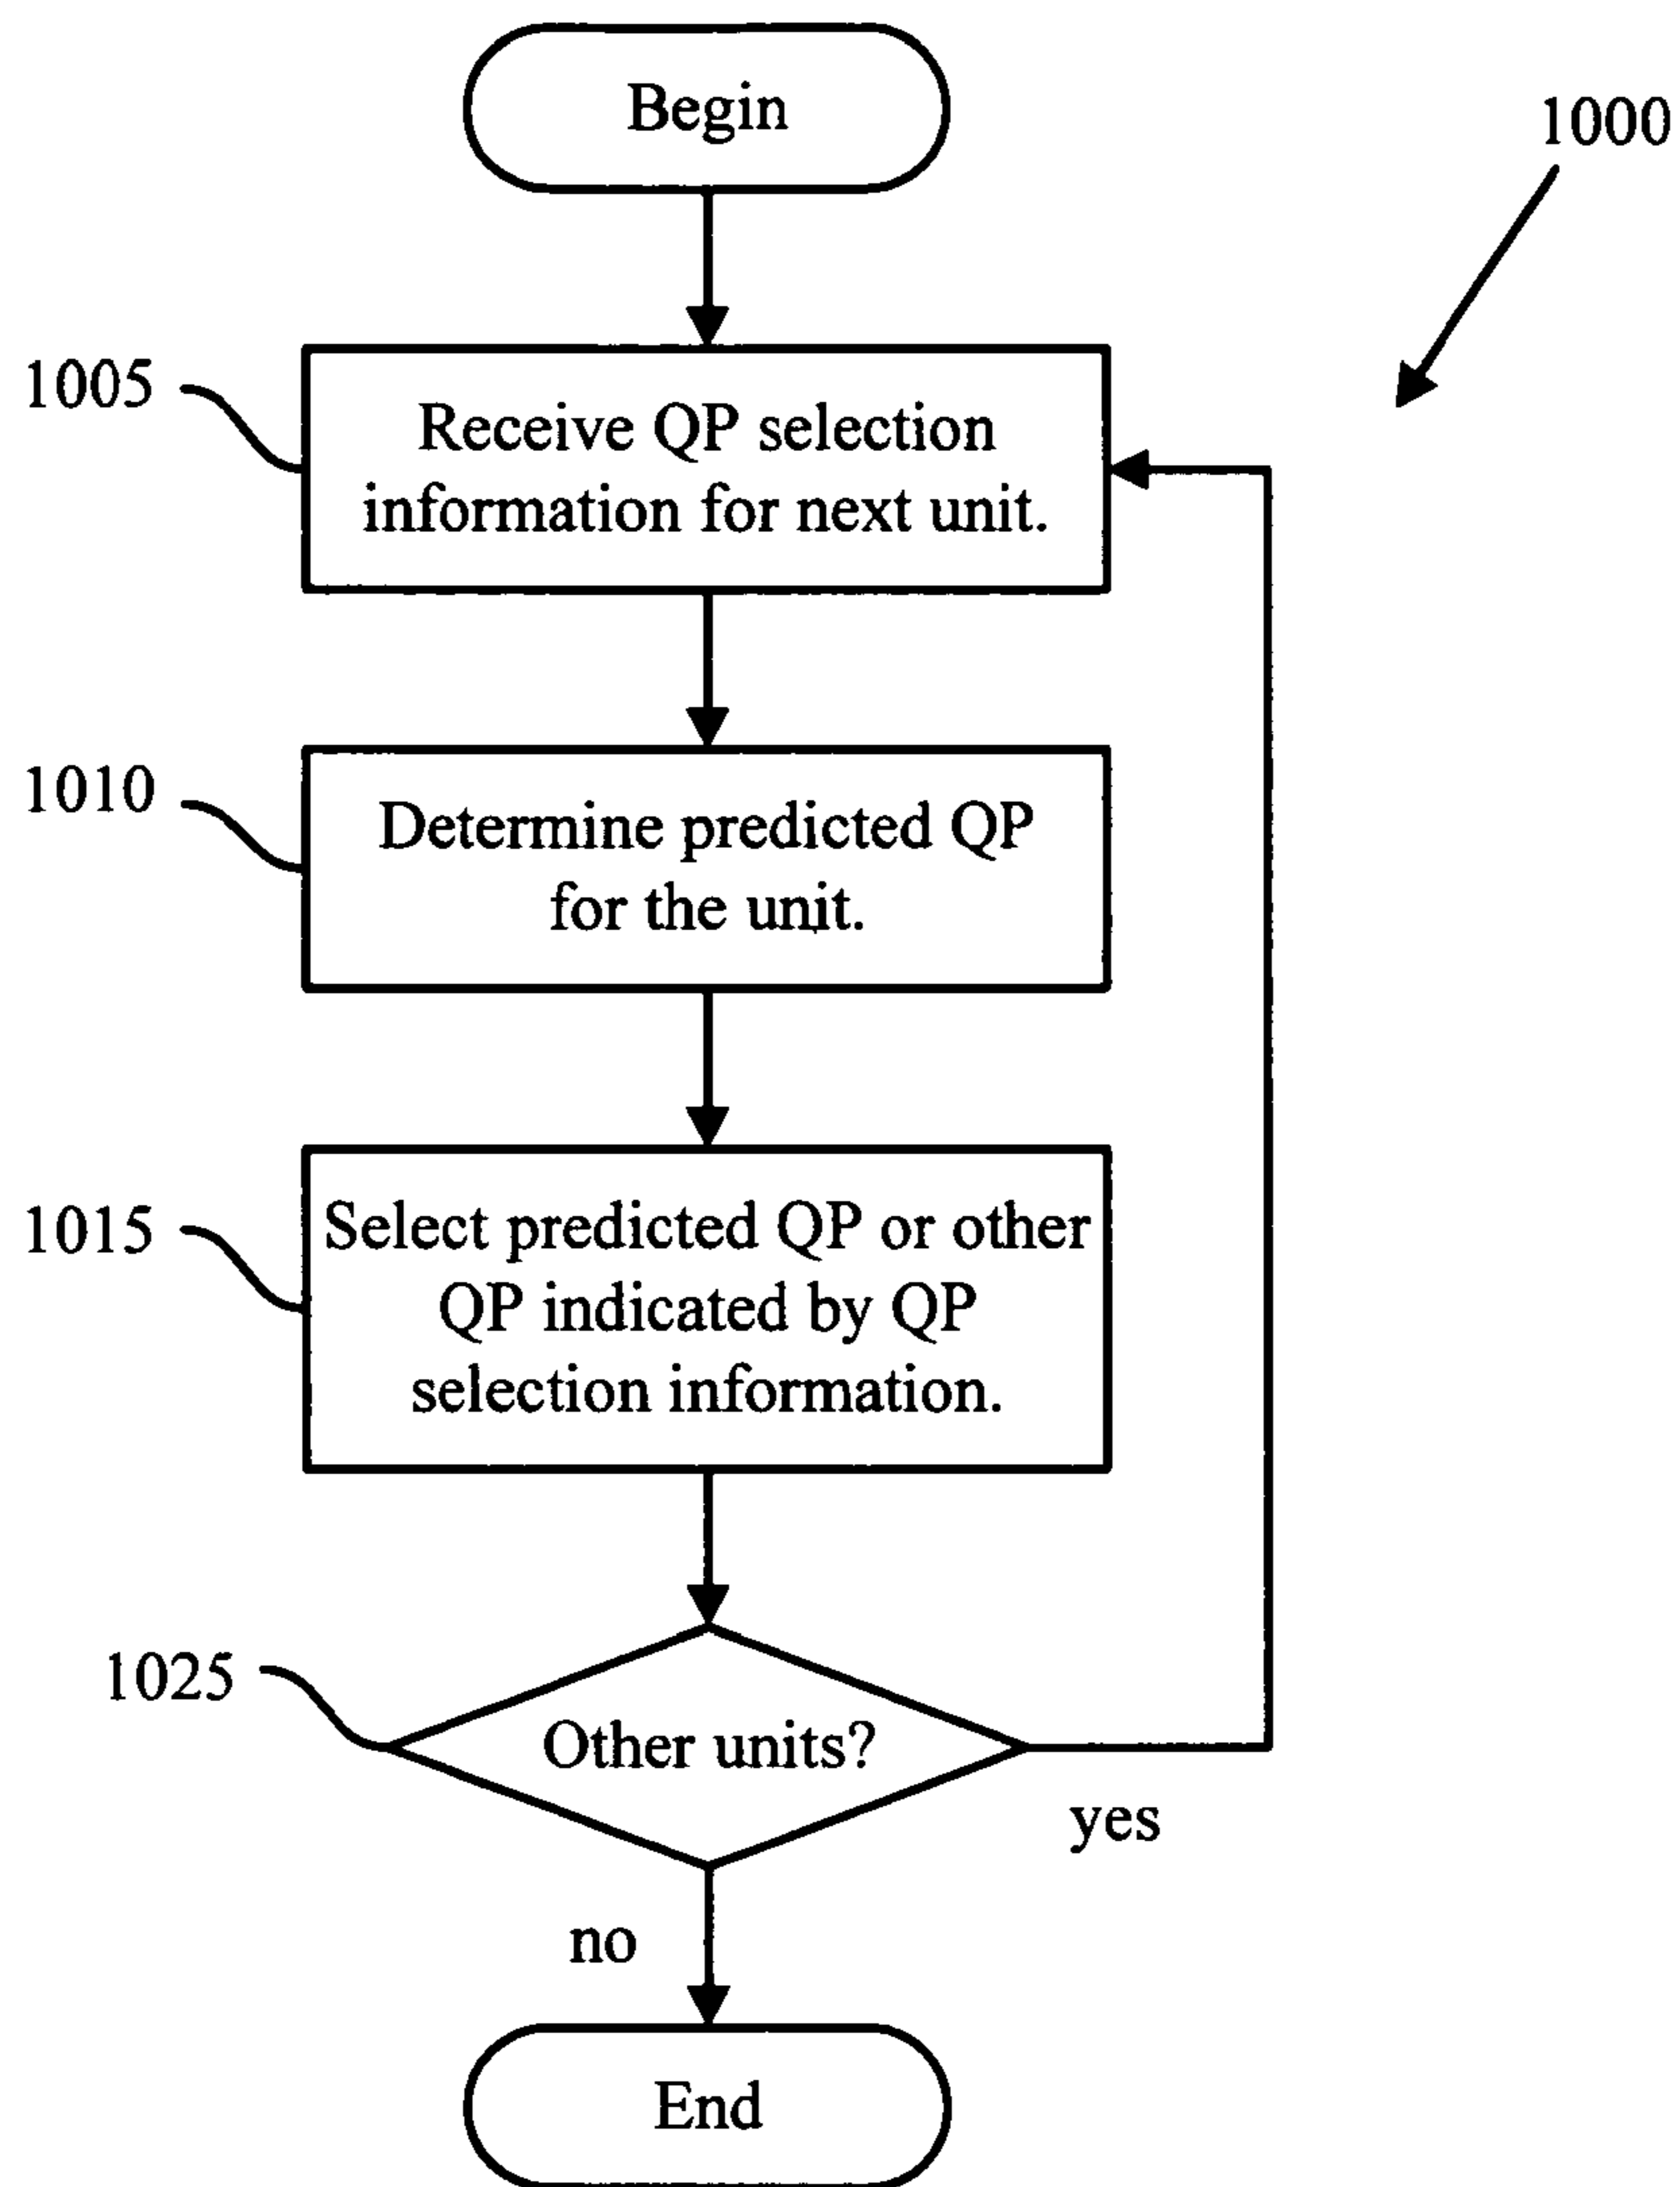 Begin
1000
1005
Receive QP selection
information for next unit.
1010
Determine predicted QP
for the unit.
1015
Select predicted QP or other
QP indicated by QP
selection information.
1025
Other units?
yes
no
End